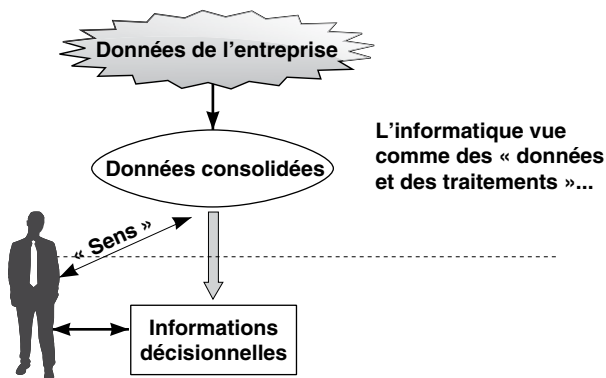 Données de l’entreprise
Données consolidées
L’informatique vue
comme des « données
et des traitements »...
« Sens »
Informations
décisionnelles